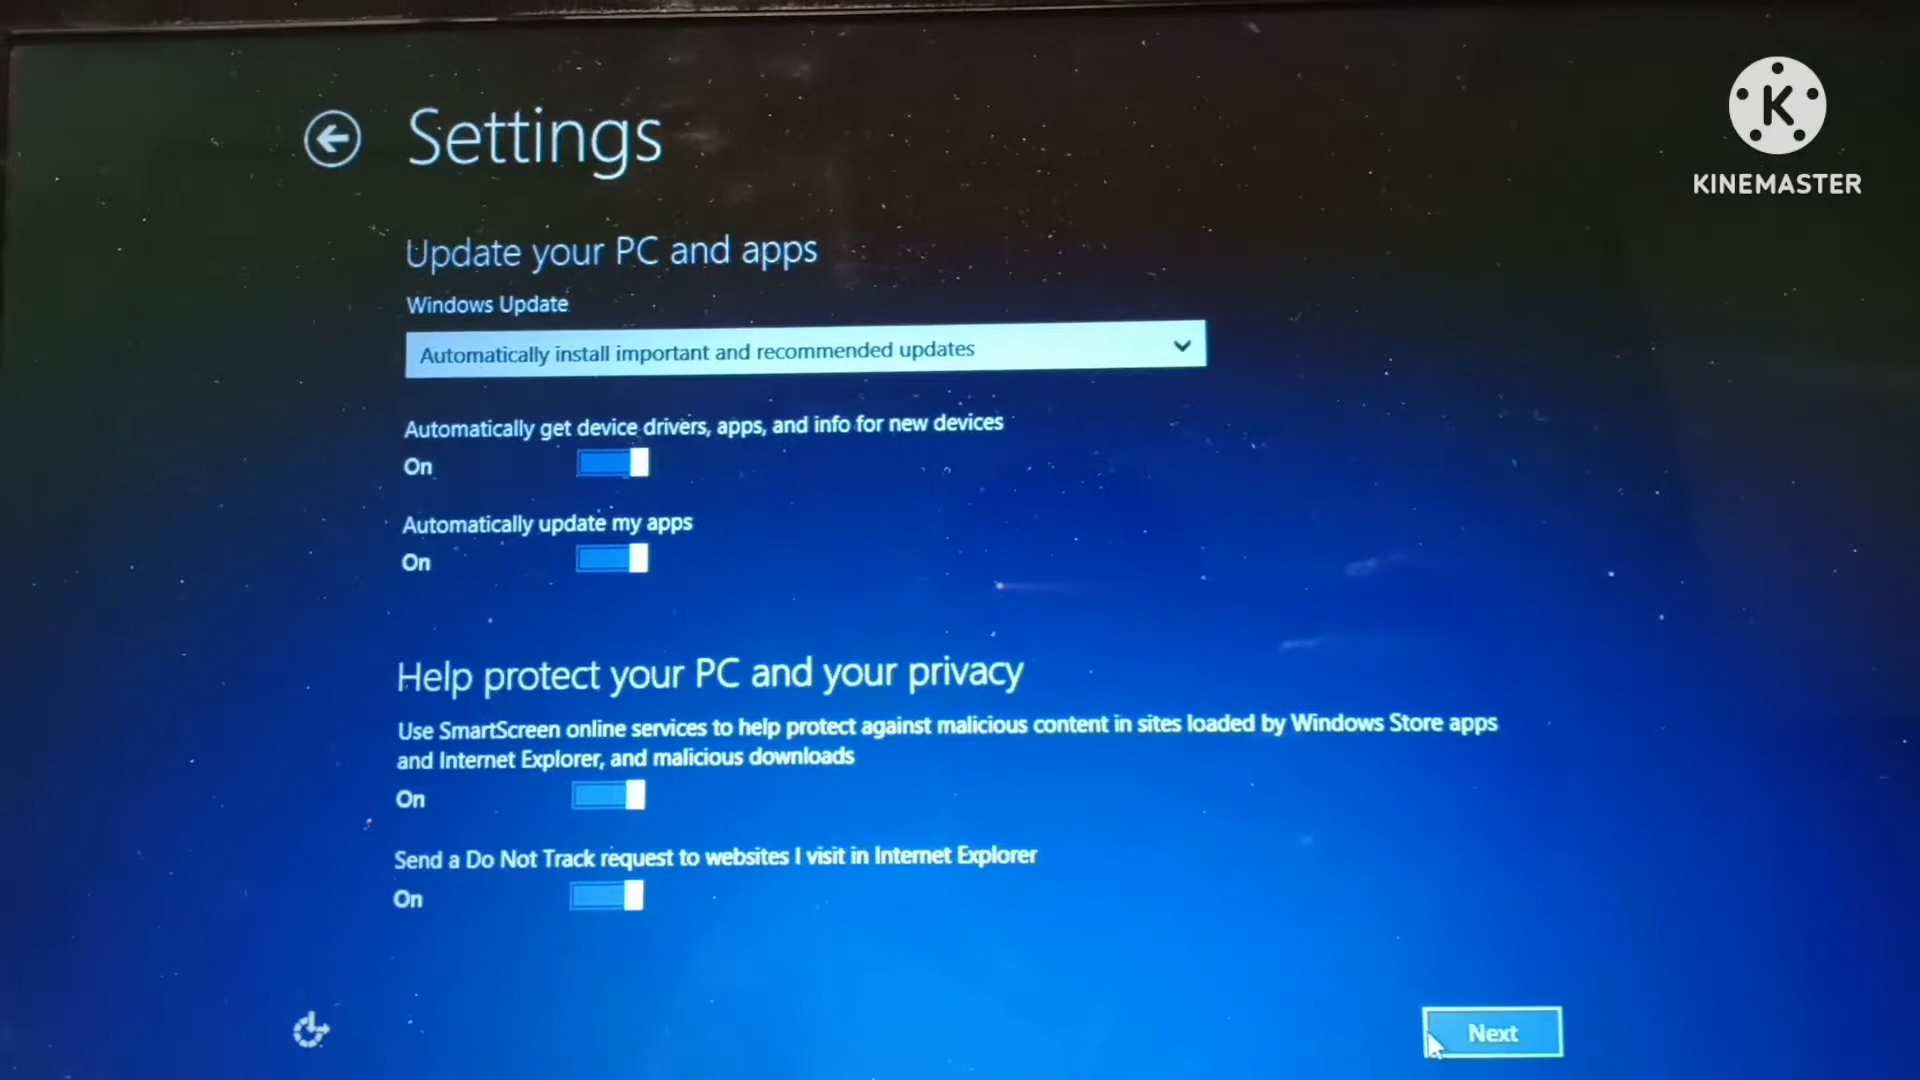 Settings
K
KINEMASTER
Update your PC and apps
Windows Update
Automatically install important and recommended updates
Automatically get device drivers, apps, and info for new devices
On
Automatically update my apps
On
Help protect your PC and your privacy
Use SmartScreen online services to help protect against malicious content in sites loaded by Windows Store apps
and Internet Explorer, and malicious downloads
On
Send a Do Not Track request to websites I visit in Internet Explorer
On
Next